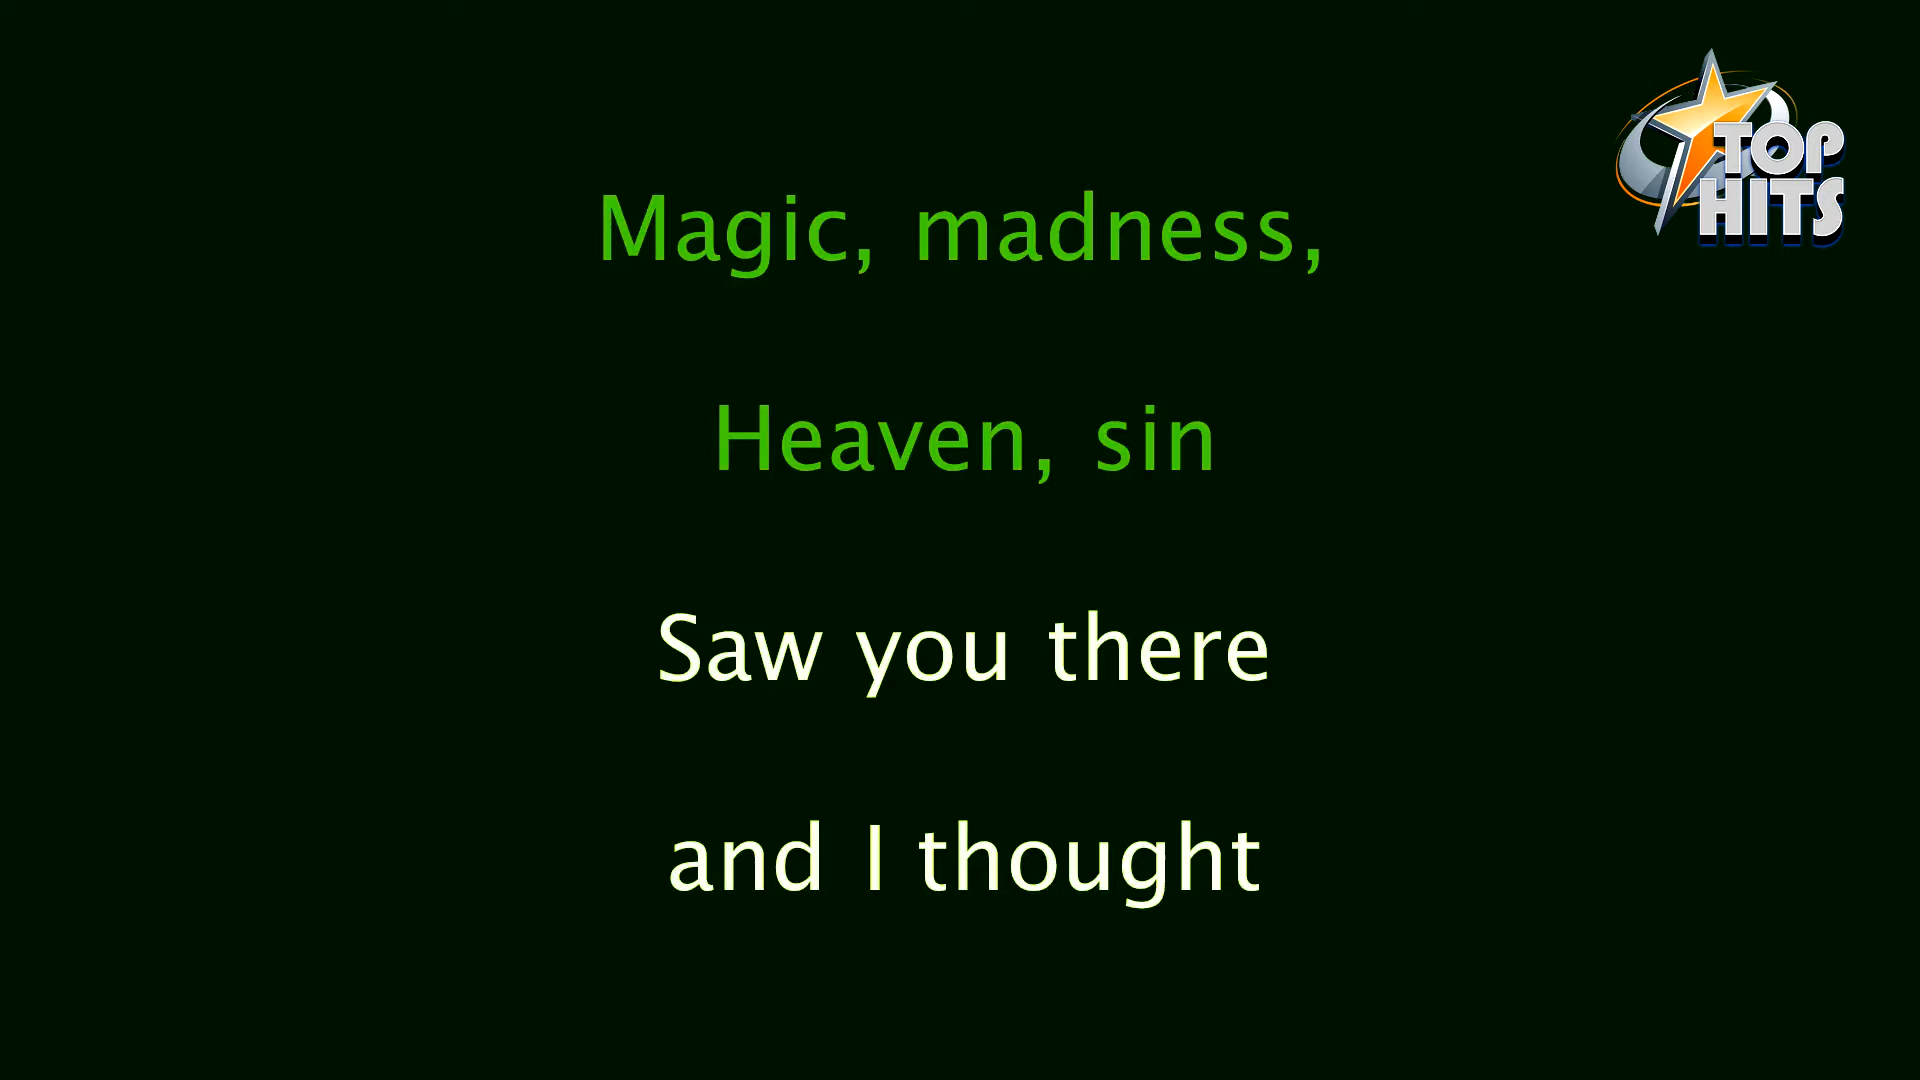 TOP
HITS
Magic, madness,
Heaven, sin
Saw you there
and I thought